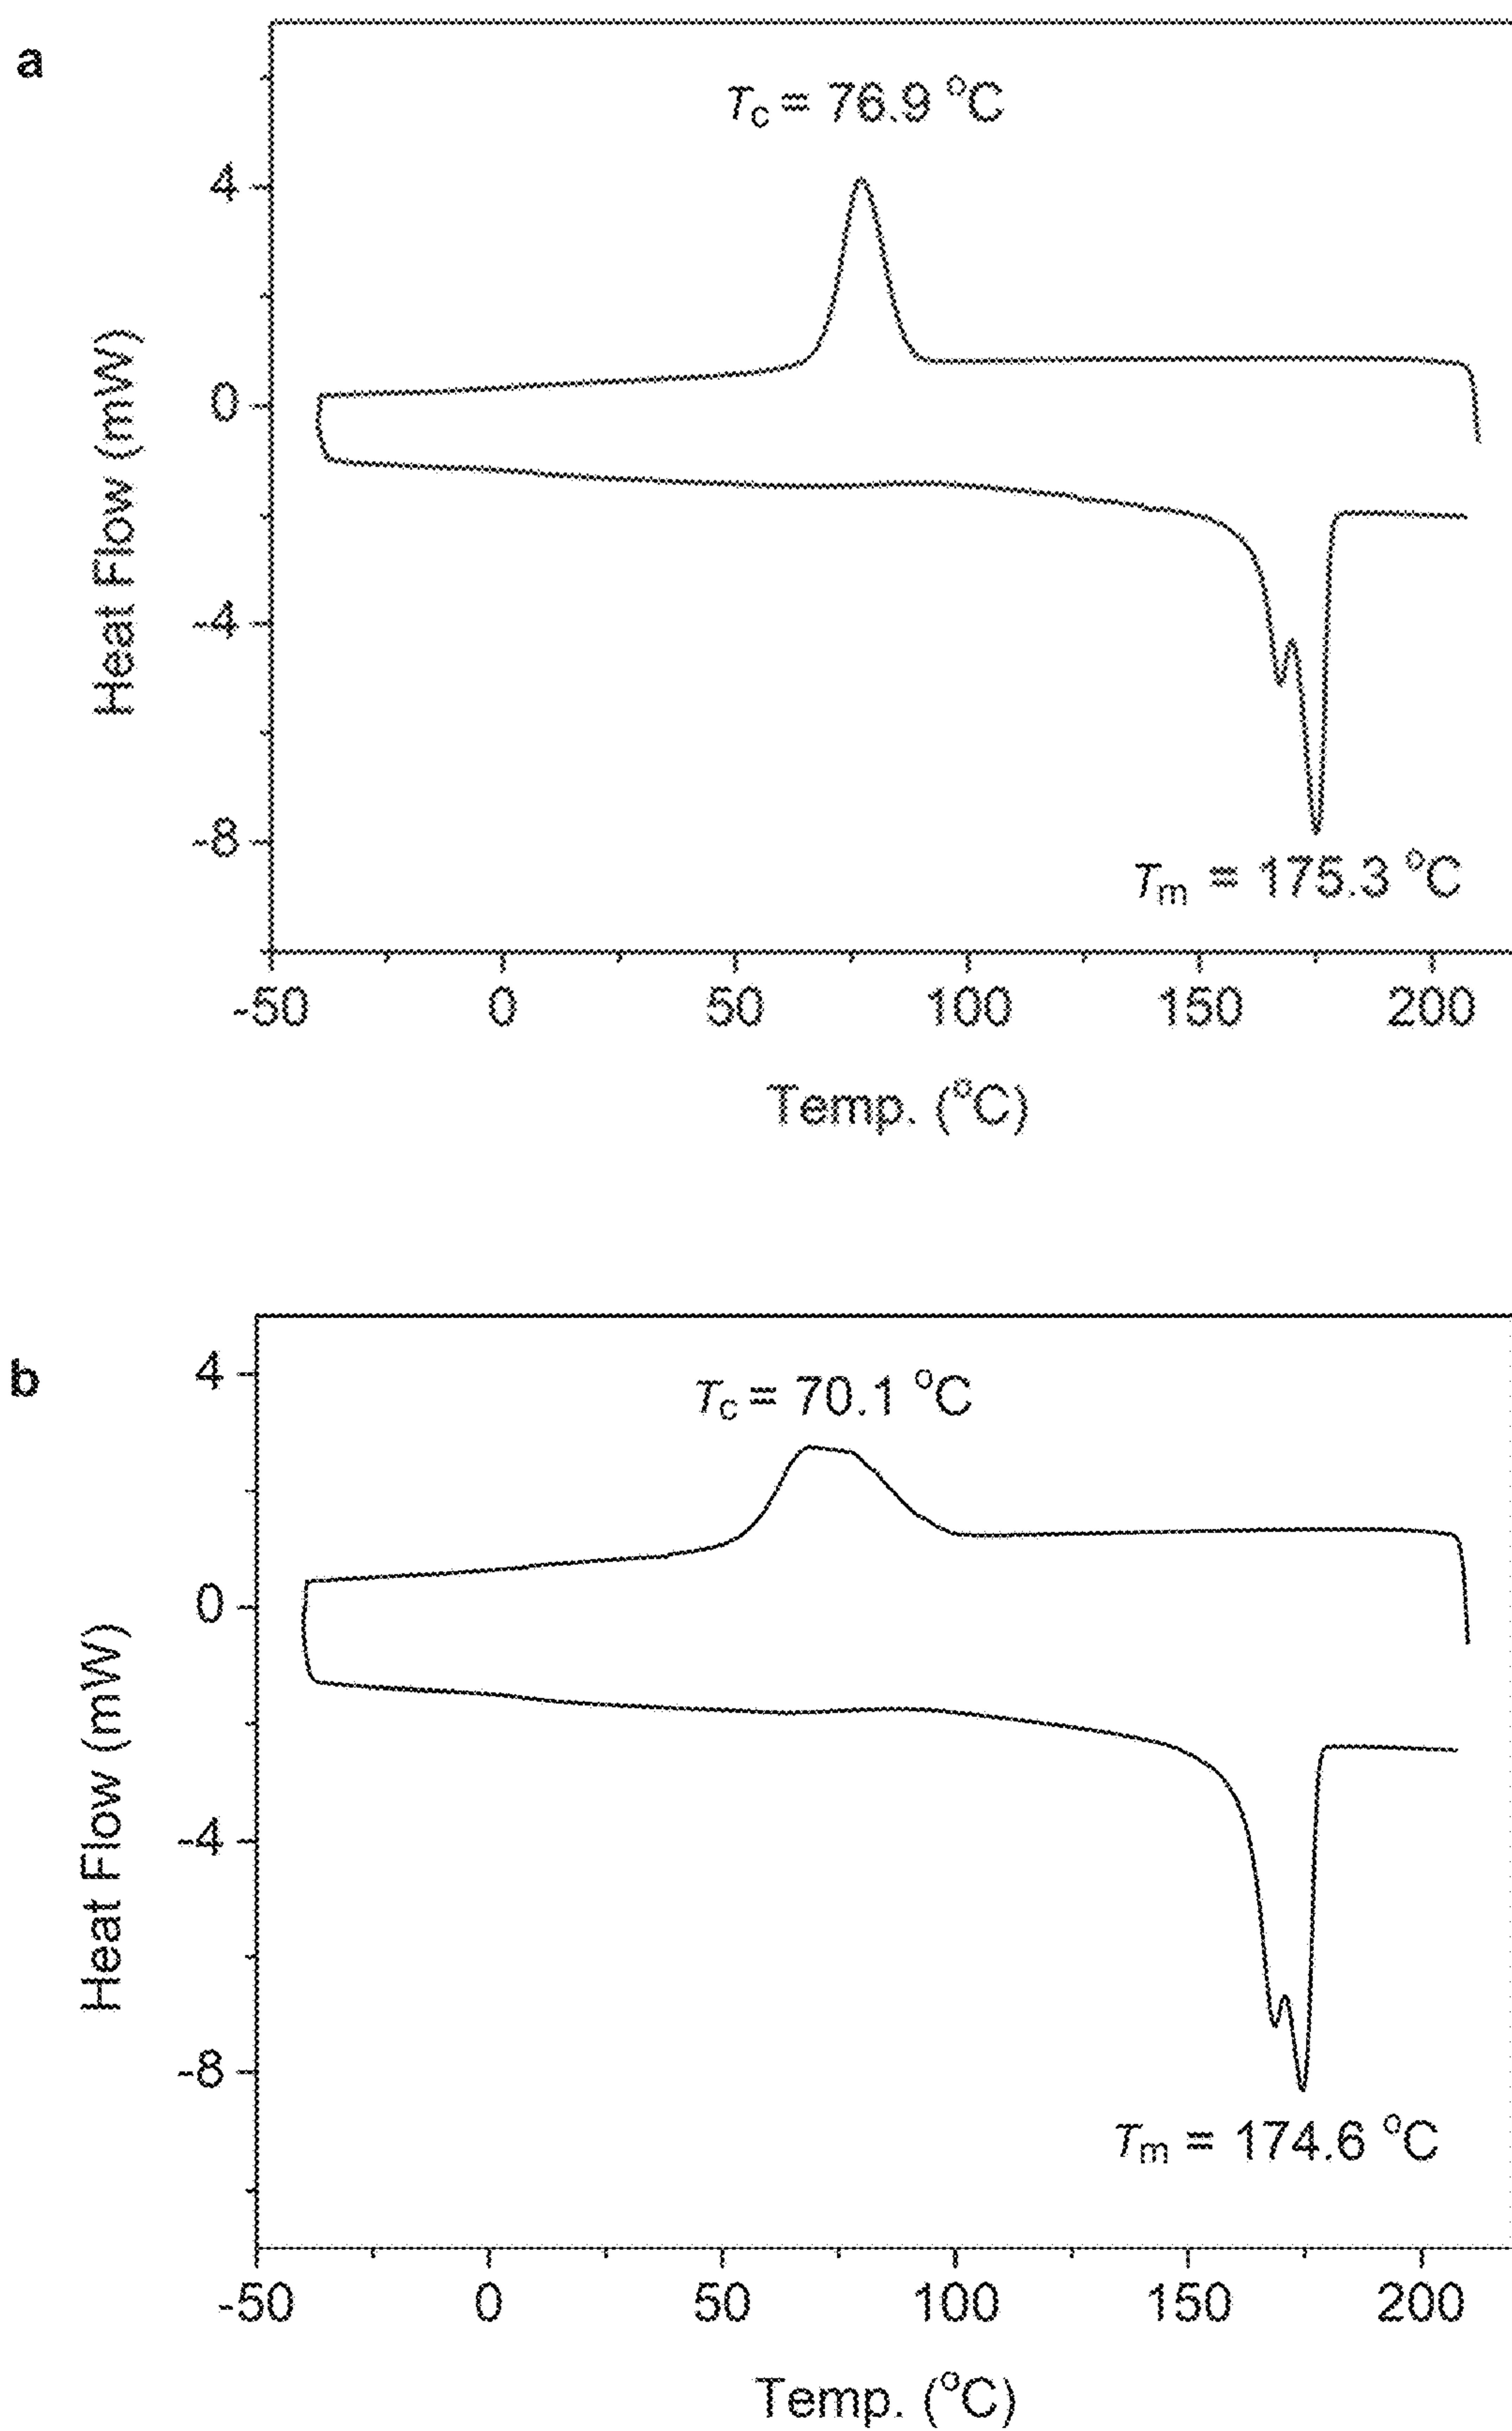 a
Tc = 76.9 °C
4
0
-4
-8
Heat Flow (mW)
Tm = 175.3 °C
-50 0 50 100 150 200
Temp. (°C)
b
4
Tc = 70.1 °C
0
-4
-8
Heat Flow (mW)
Tm = 174.6 °C
-50 0 50 100 150 200
Temp. (°C)